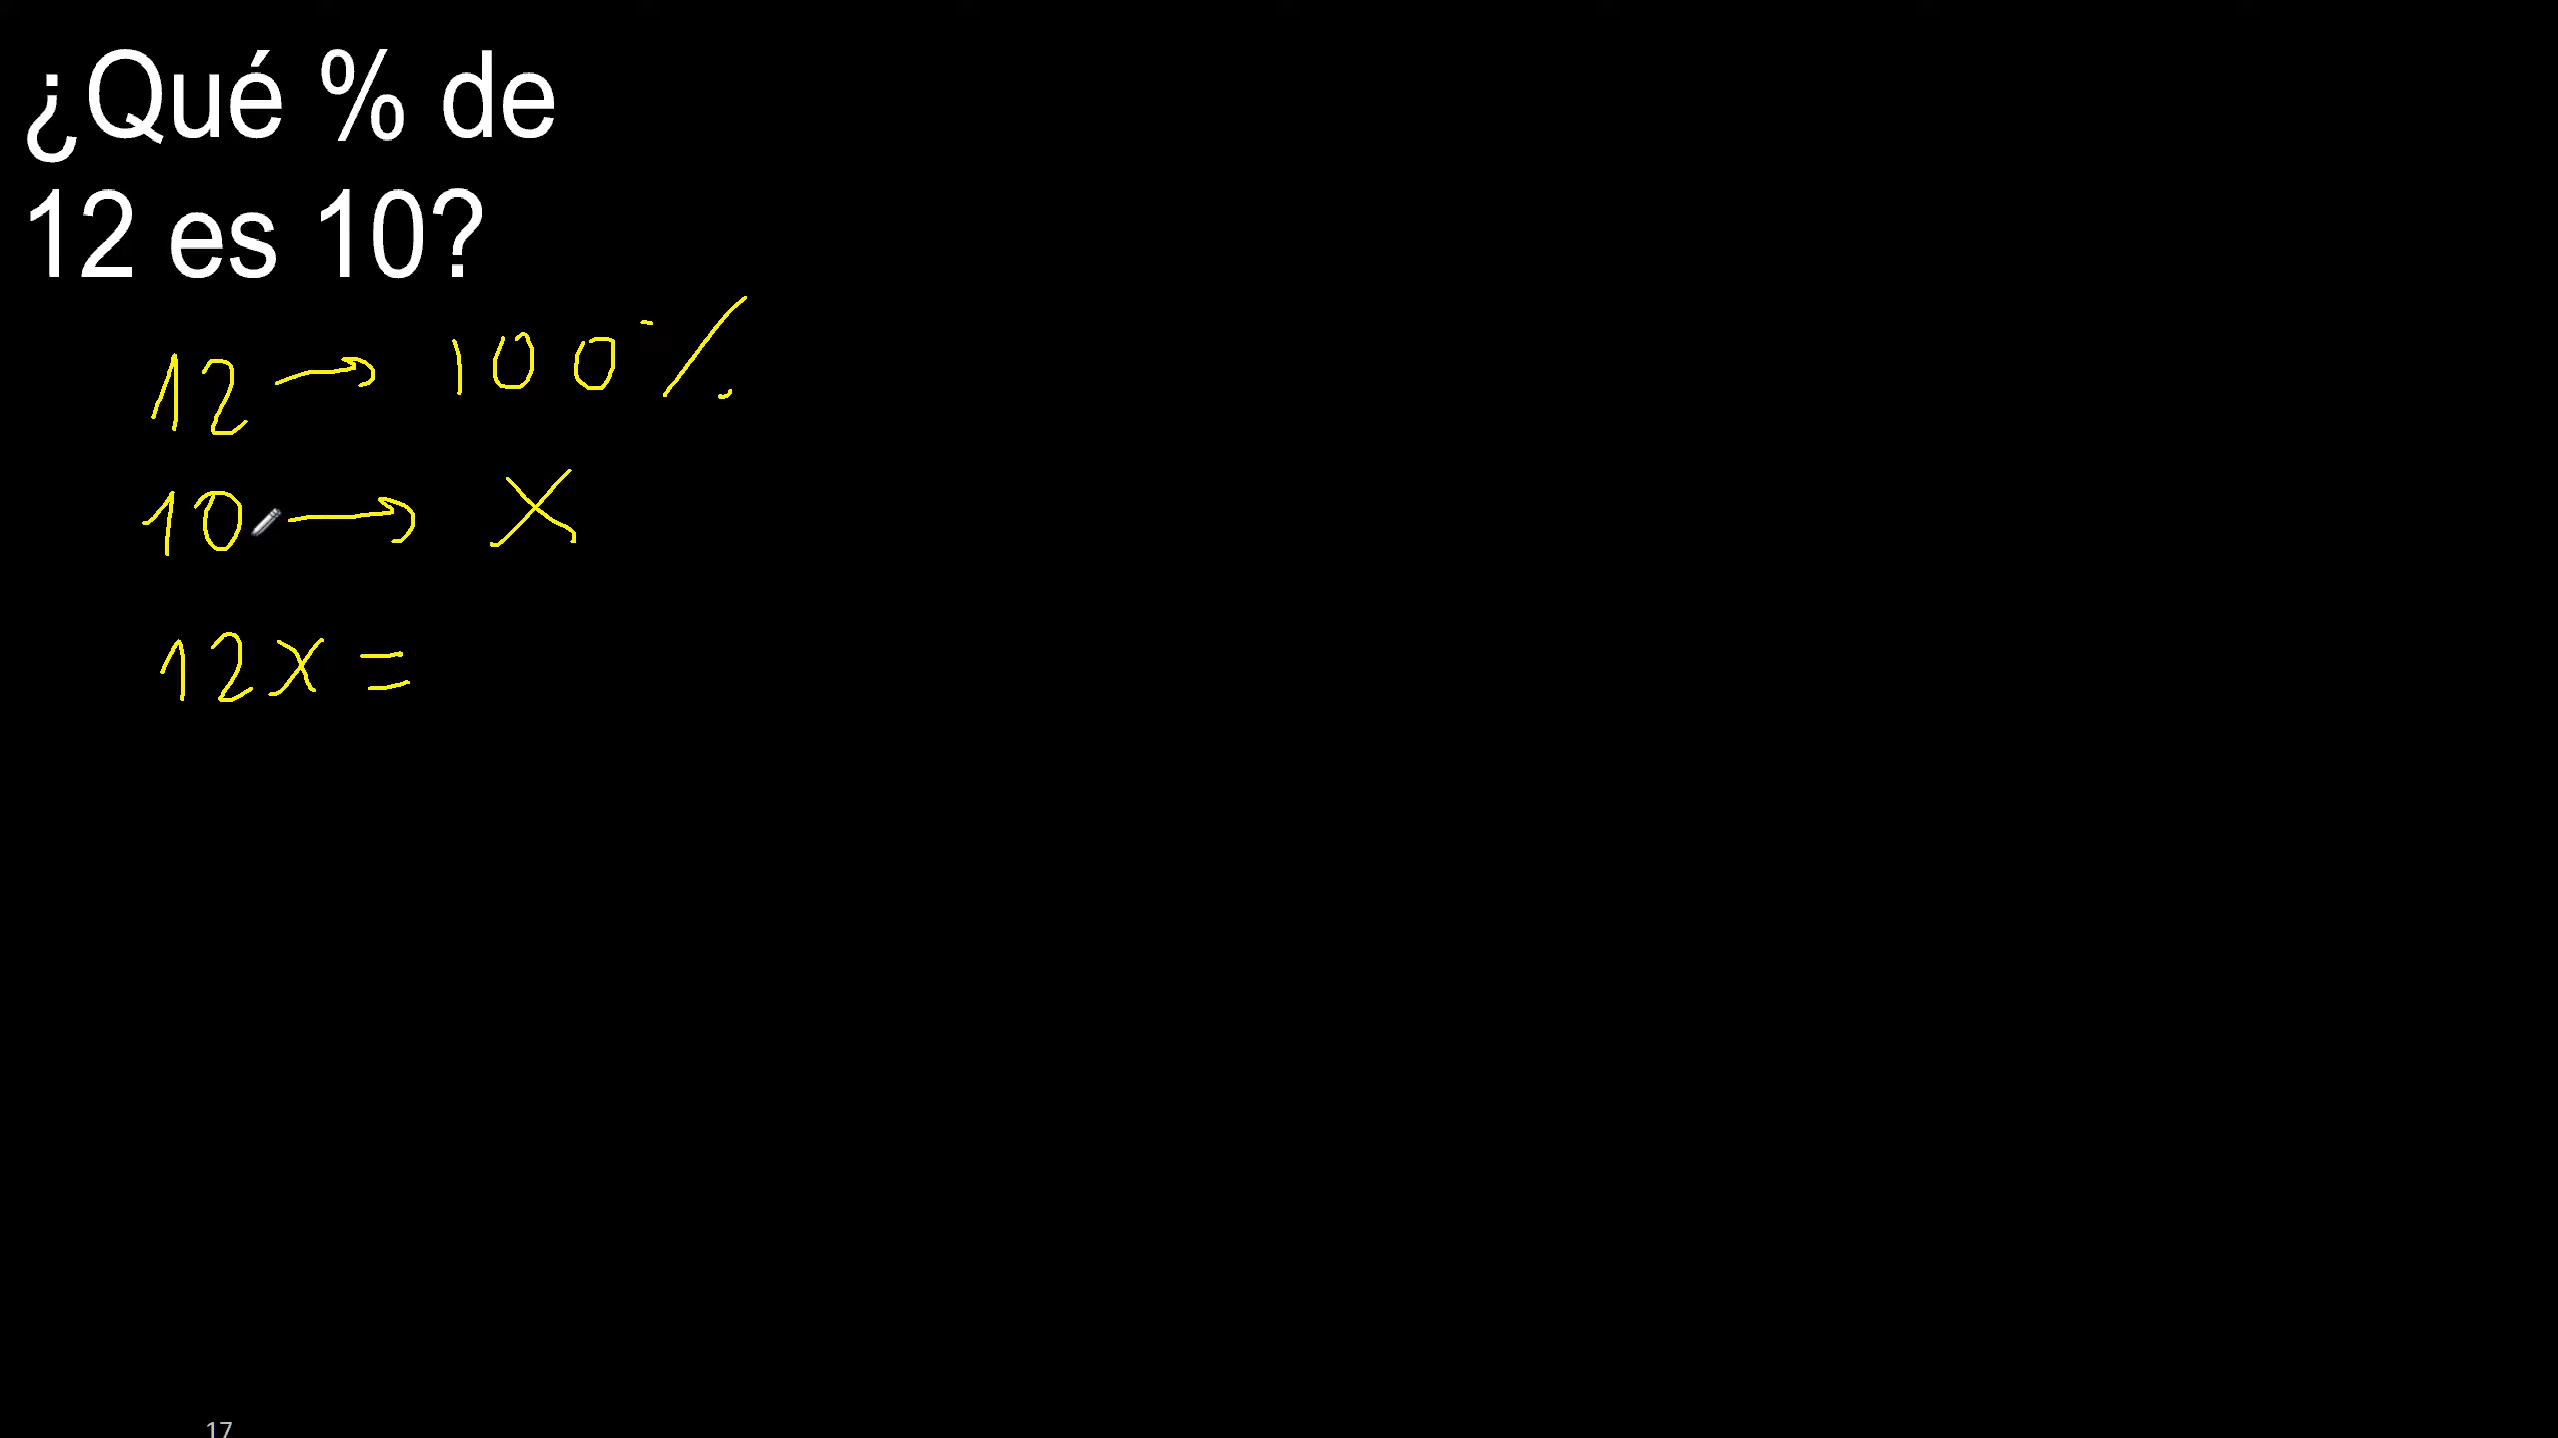 ¿Qué % de
12 es 10?
12 → 100%
10 → x
12x =
17